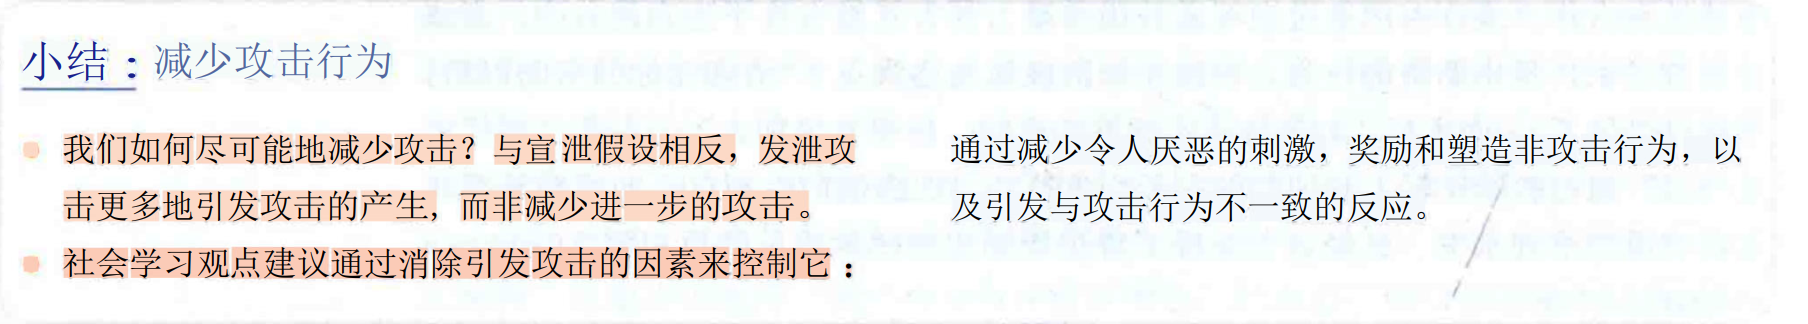 小结：减少攻击行为
我们如何尽可能地减少攻击？与宣泄假设相反，发泄攻
击更多地引发攻击的产生，而非减少进一步的攻击。
社会学习观点建议通过消除引发攻击的因素来控制它：
通过减少令人厌恶的刺激，奖励和塑造非攻击行为，以
及引发与攻击行为不一致的反应。